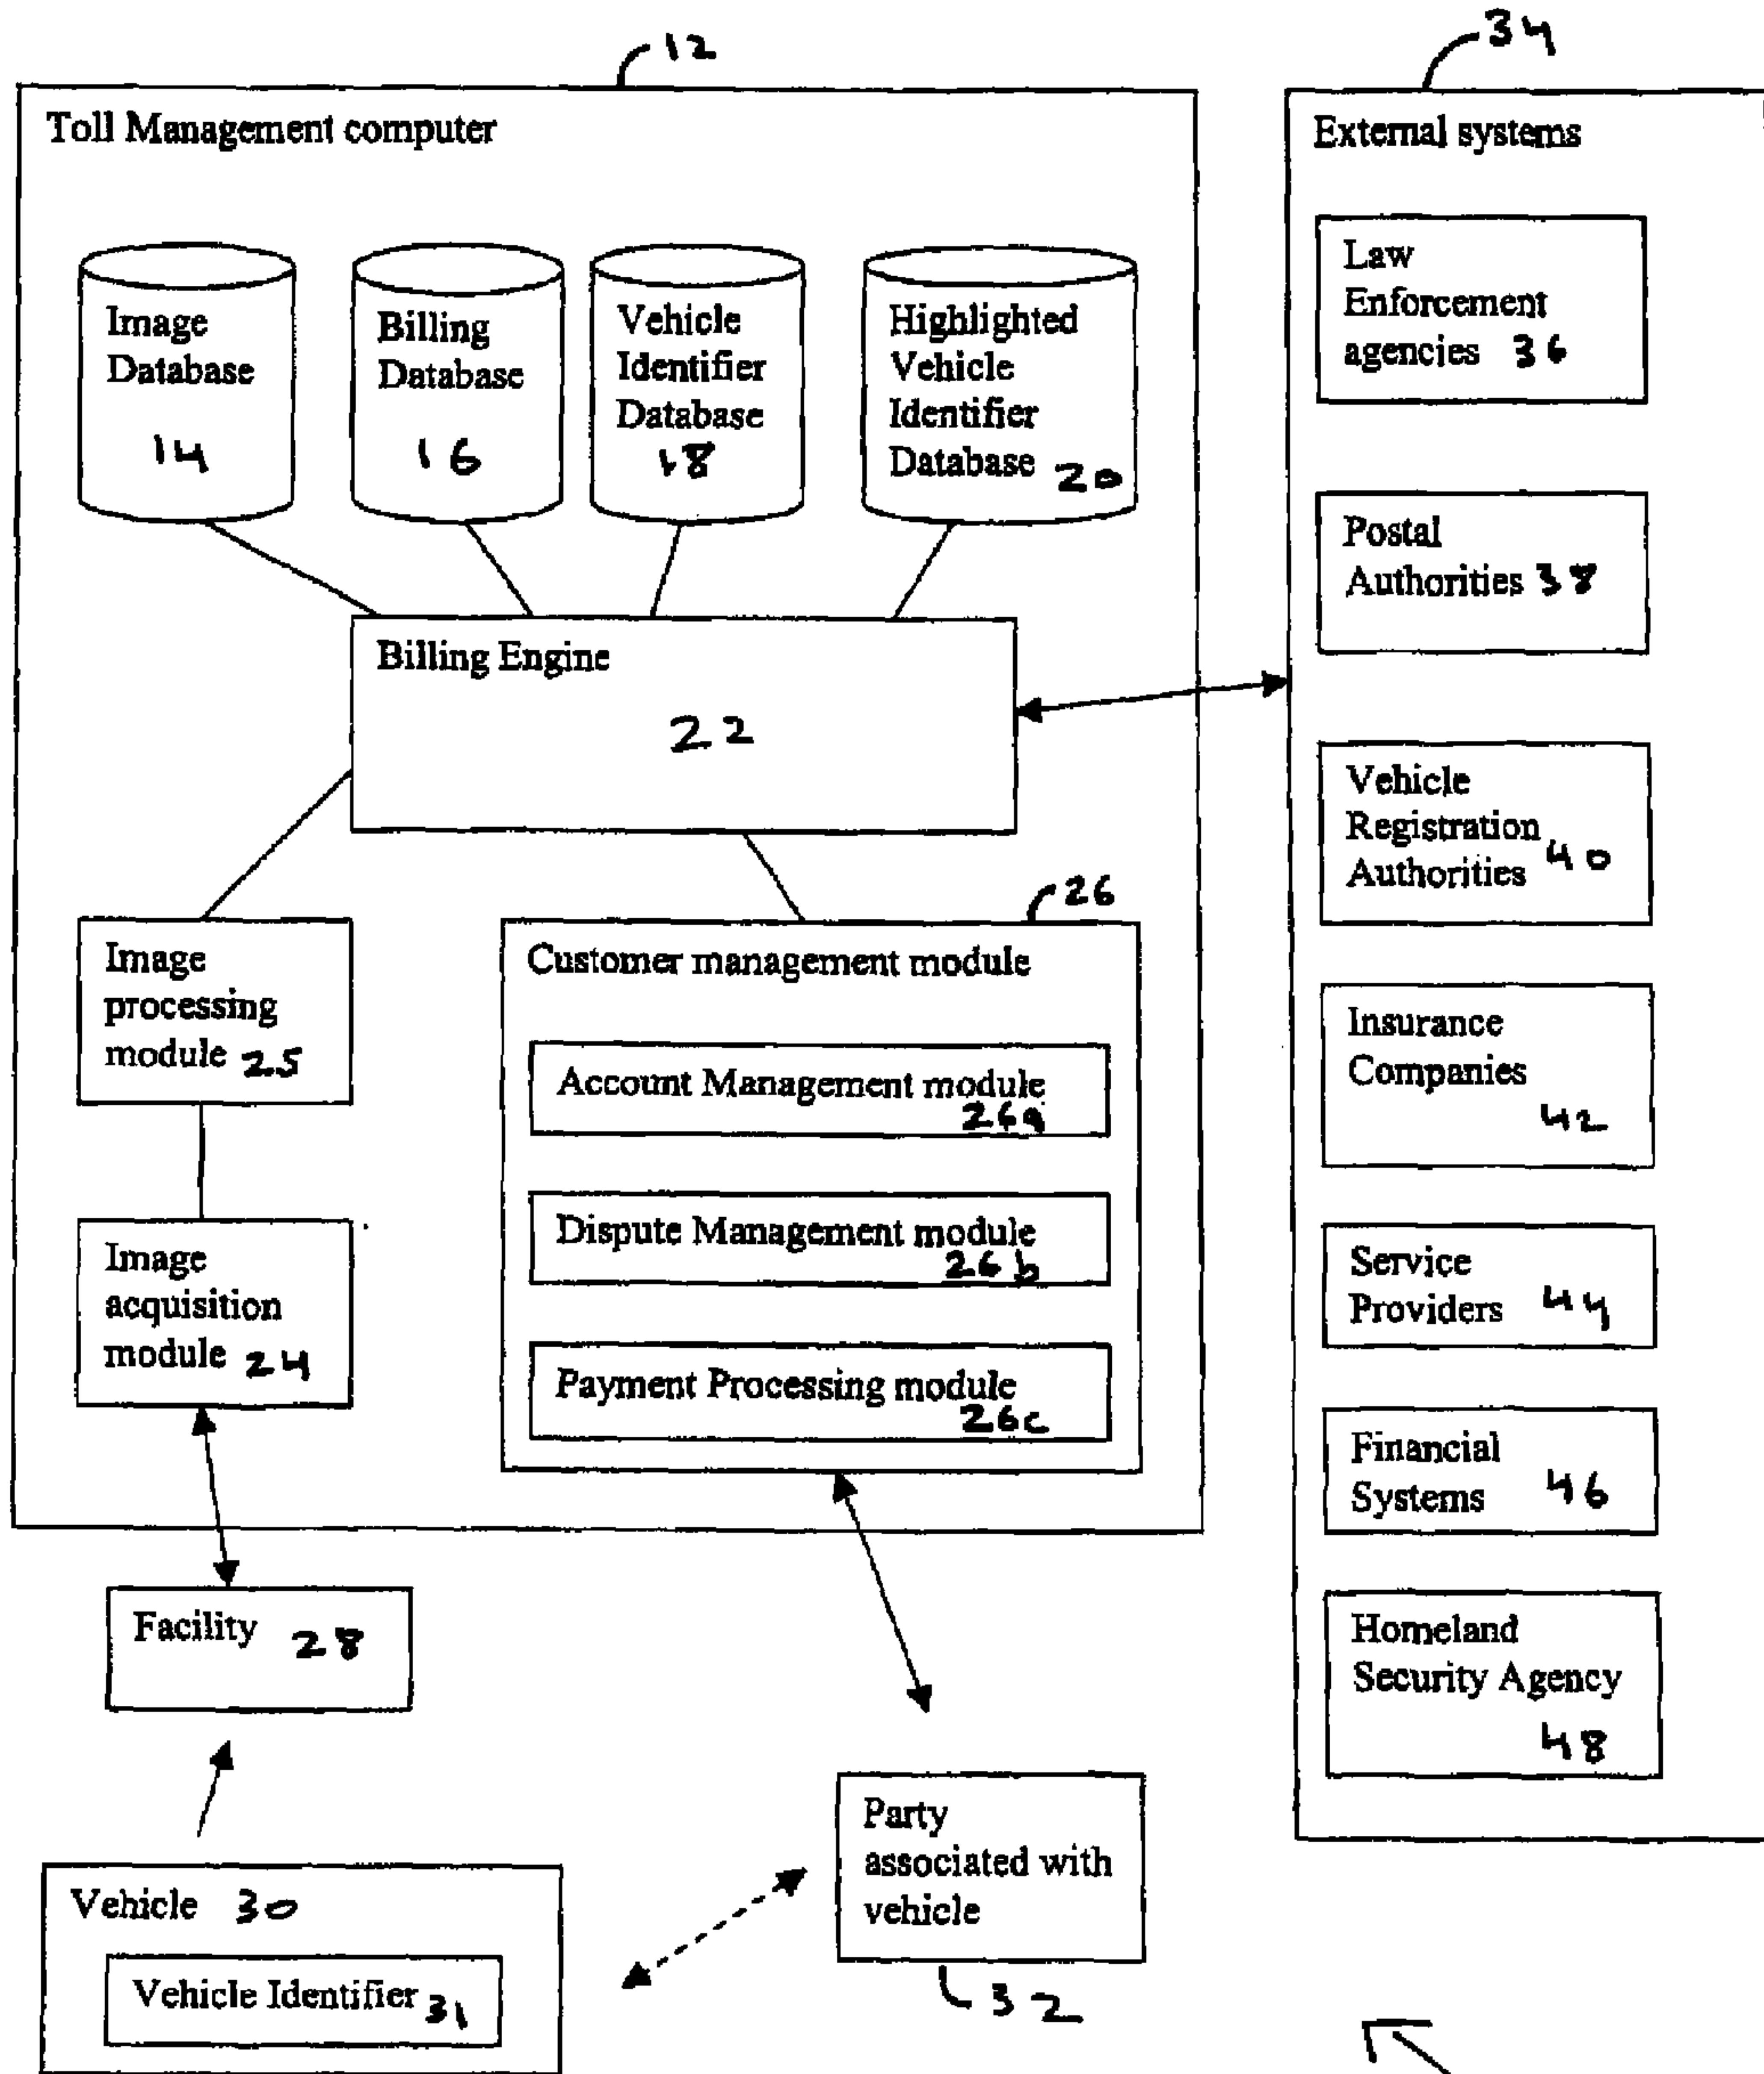 12
34
Toll Management computer
External systems
Image
Database
14
Billing
Database
16
Vehicle
Identifier
Database
18
Highlighted
Vehicle
Identifier
Database 20
Law
Enforcement
agencies 36
Postal
Authorities 38
Billing Engine
22
Vehicle
Registration
Authorities 40
26
Image
processing
module 25
Customer management module
Account Management module
26a
Dispute Management module
26b
Payment Processing module
26c
Insurance
Companies
42
Image
acquisition
module 24
Service
Providers 44
Financial
Systems 46
Facility 28
Homeland
Security Agency
48
Party
associated with
vehicle
32
Vehicle 30
Vehicle Identifier 31